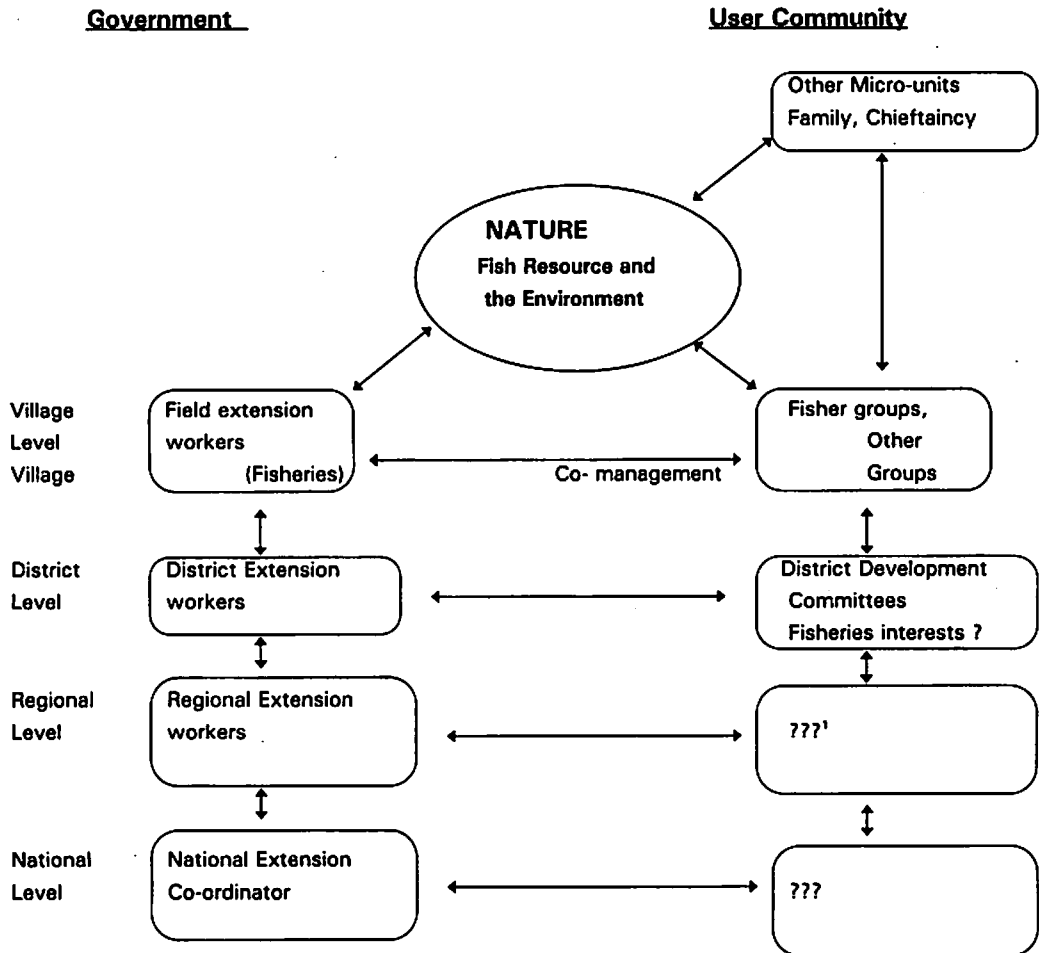 Government
User Community
Other Micro-units
Family, Chieftaincy
NATURE
Fish Resource and
the Environment
Village
Level
Village
Field extension
workers
(Fisheries)
Co- management
Fisher groups,
Other
Groups
District
Level
District Extension
workers
District Development
Committees
Fisheries interests ?
Regional
Level
Regional Extension
workers
???¹
National
Level
National Extension
Co-ordinator
???